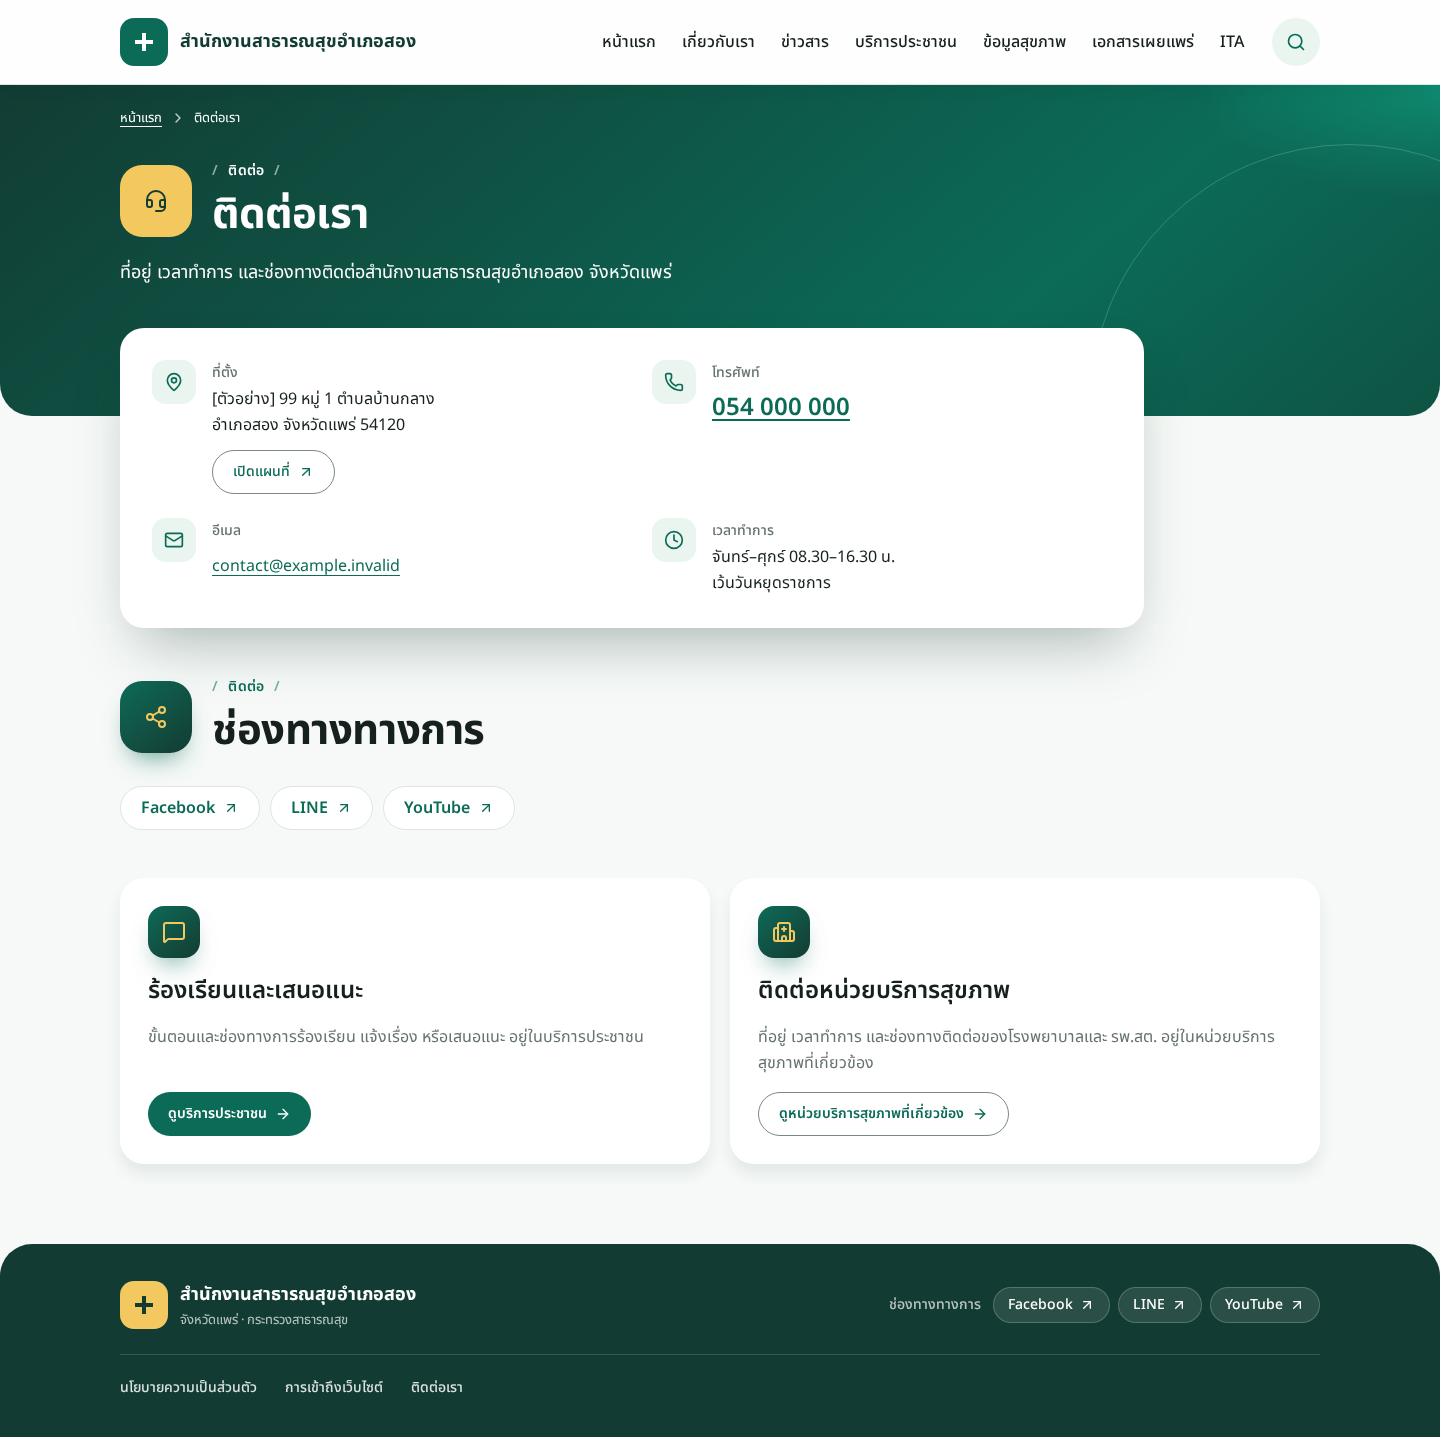 สำนักงานสาธารณสุขอำเภอสอง
หน้าแรก เกี่ยวกับเรา ข่าวสาร บริการประชาชน ข้อมูลสุขภาพ เอกสารเผยแพร่ ITA
หน้าแรก ติดต่อเรา
/ ติดต่อ /
ติดต่อเรา
ที่อยู่ เวลาทำการ และช่องทางติดต่อสำนักงานสาธารณสุขอำเภอสอง จังหวัดแพร่
ที่ตั้ง
[ตัวอย่าง] 99 หมู่ 1 ตำบลบ้านกลาง
อำเภอสอง จังหวัดแพร่ 54120
เปิดแผนที่
โทรศัพท์
054 000 000
อีเมล
contact@example.invalid
เวลาทำการ
จันทร์–ศุกร์ 08.30–16.30 น.
เว้นวันหยุดราชการ
/ ติดต่อ /
ช่องทางทางการ
Facebook LINE YouTube
ร้องเรียนและเสนอแนะ
ขั้นตอนและช่องทางการร้องเรียน แจ้งเรื่อง หรือเสนอแนะ อยู่ในบริการประชาชน
ดูบริการประชาชน
ติดต่อหน่วยบริการสุขภาพ
ที่อยู่ เวลาทำการ และช่องทางติดต่อของโรงพยาบาลและ รพ.สต. อยู่ในหน่วยบริการ
สุขภาพที่เกี่ยวข้อง
ดูหน่วยบริการสุขภาพที่เกี่ยวข้อง
สำนักงานสาธารณสุขอำเภอสอง
จังหวัดแพร่ · กระทรวงสาธารณสุข
ช่องทางทางการ Facebook LINE YouTube
นโยบายความเป็นส่วนตัว การเข้าถึงเว็บไซต์ ติดต่อเรา